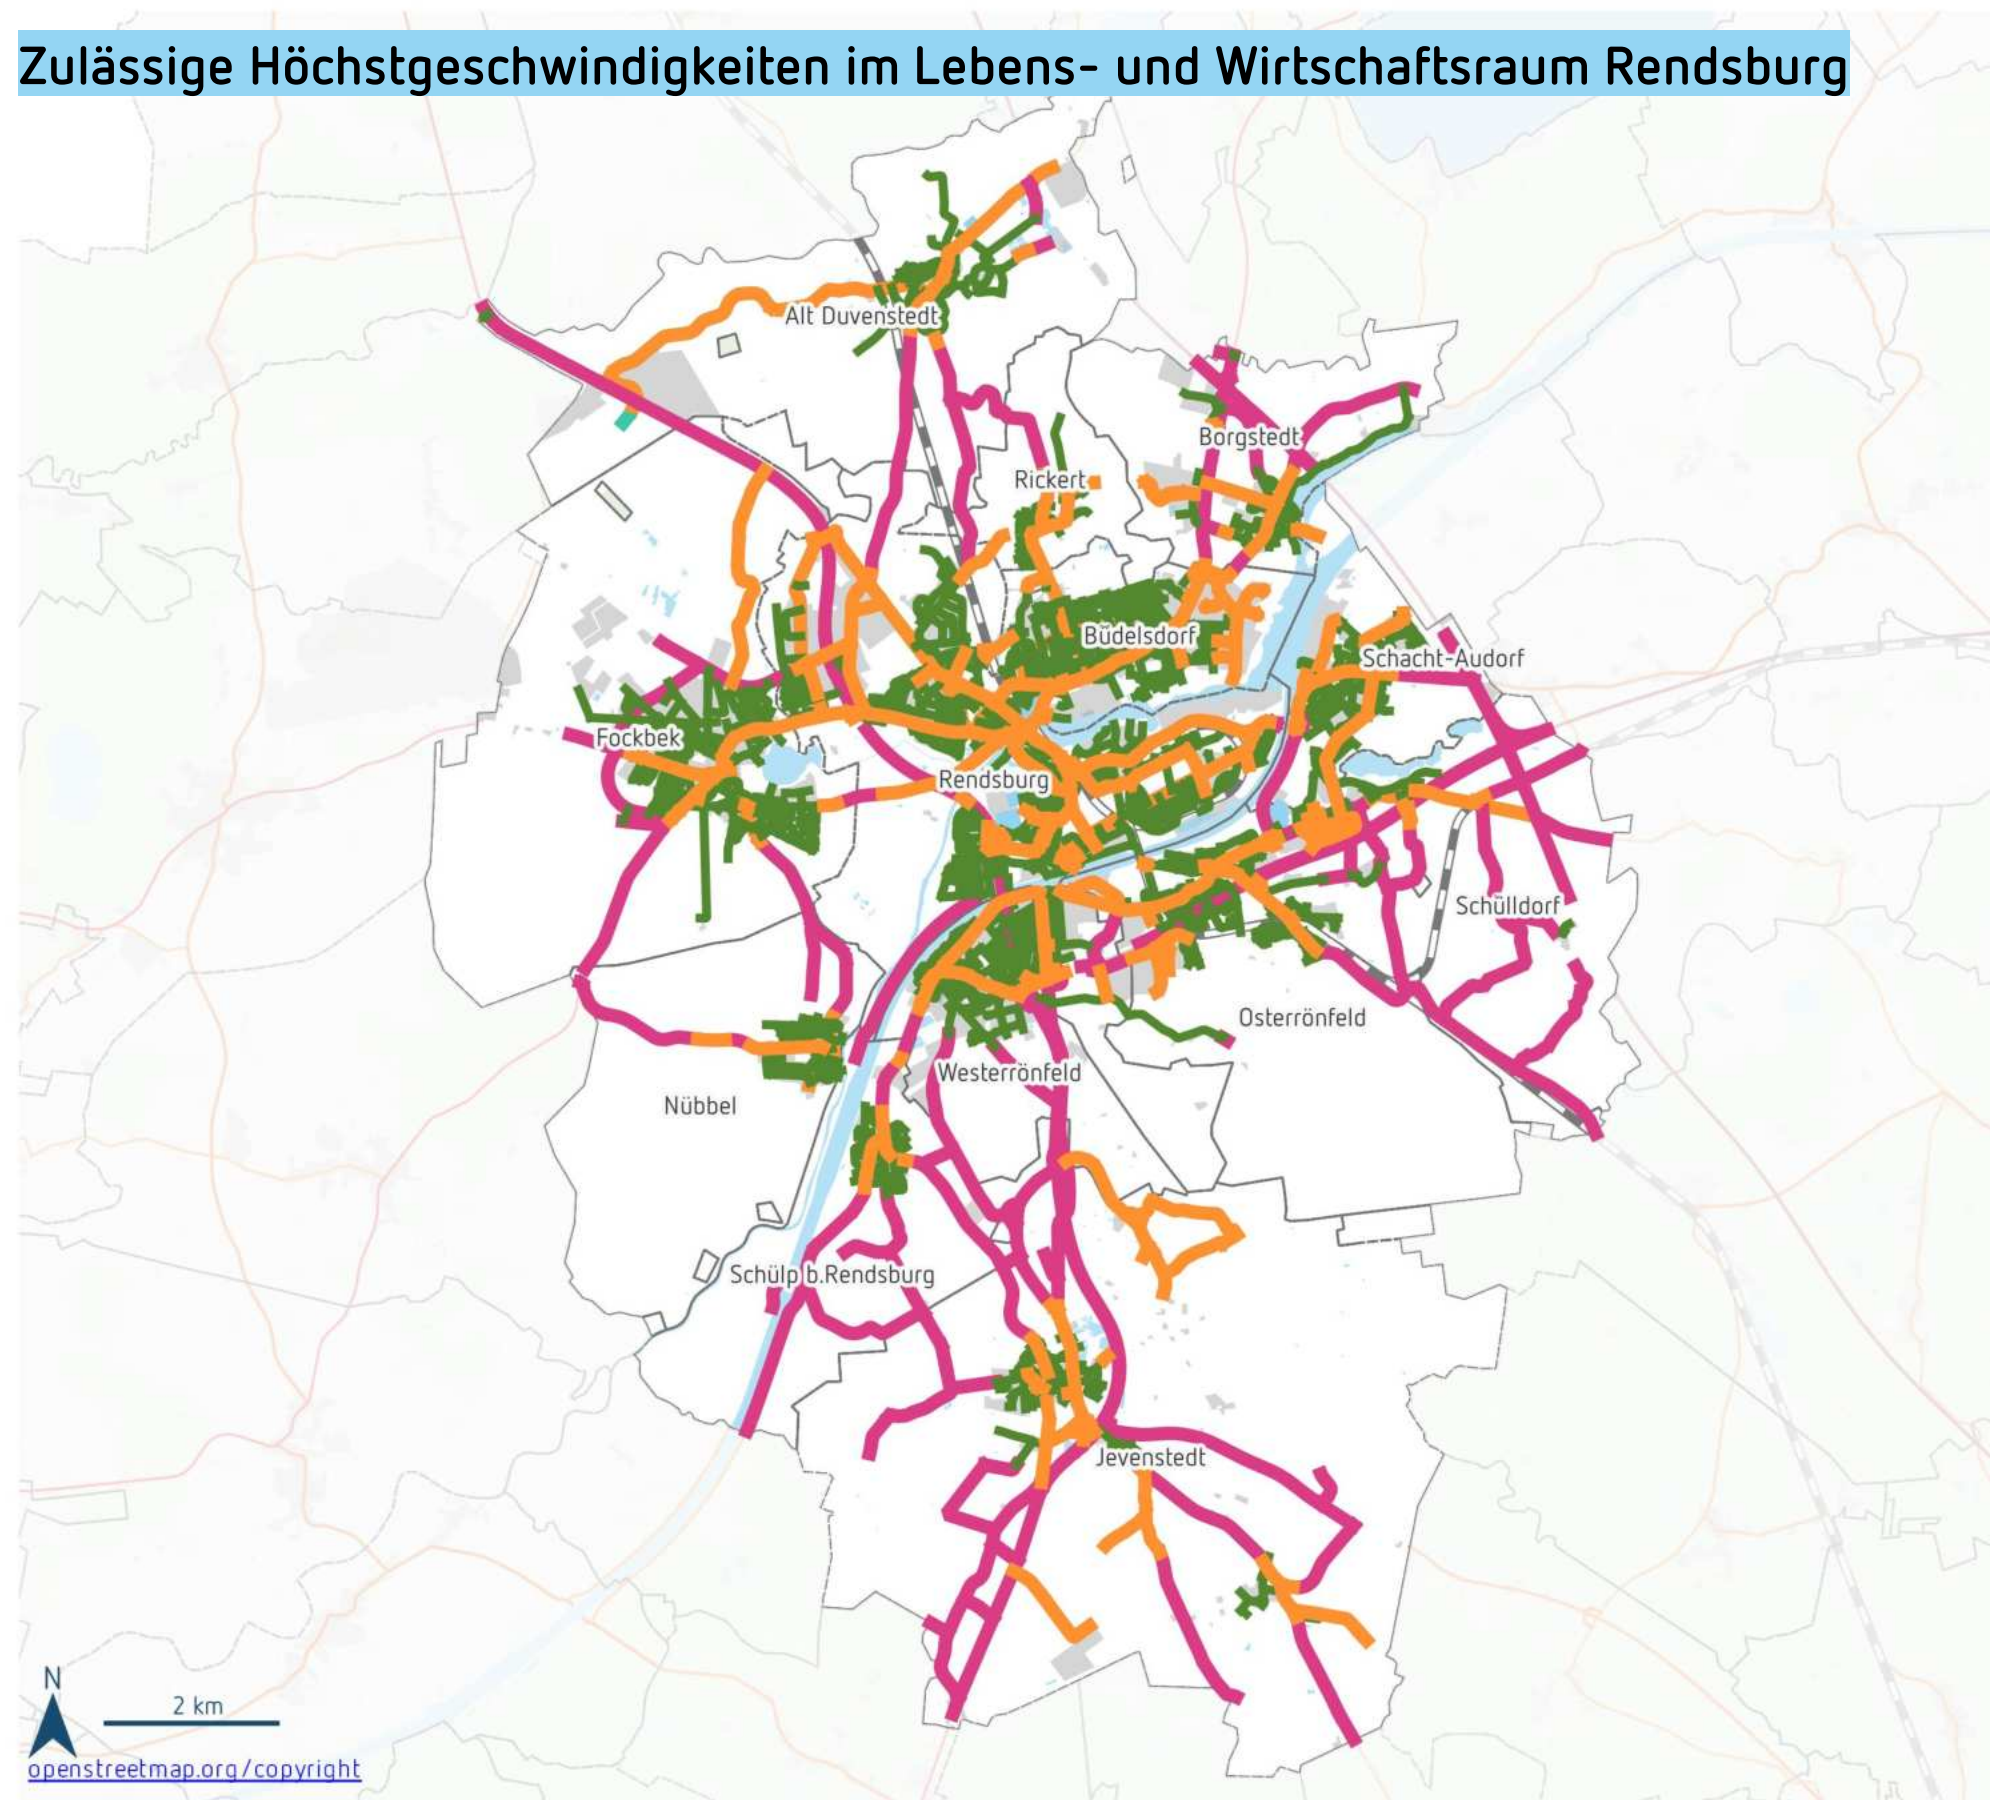 Zulässige Höchstgeschwindigkeiten im Lebens- und Wirtschaftsraum Rendsburg
Alt Duvenstedt
Borgstedt
Rickert
Büdelsdorf
Schacht-Audorf
Fockbek
Rendsburg
Schülldorf
Osterrönfeld
Westerrönfeld
Nübbel
Schülp b.Rendsburg
Jevenstedt
N
2 km
openstreetmap.org/copyright